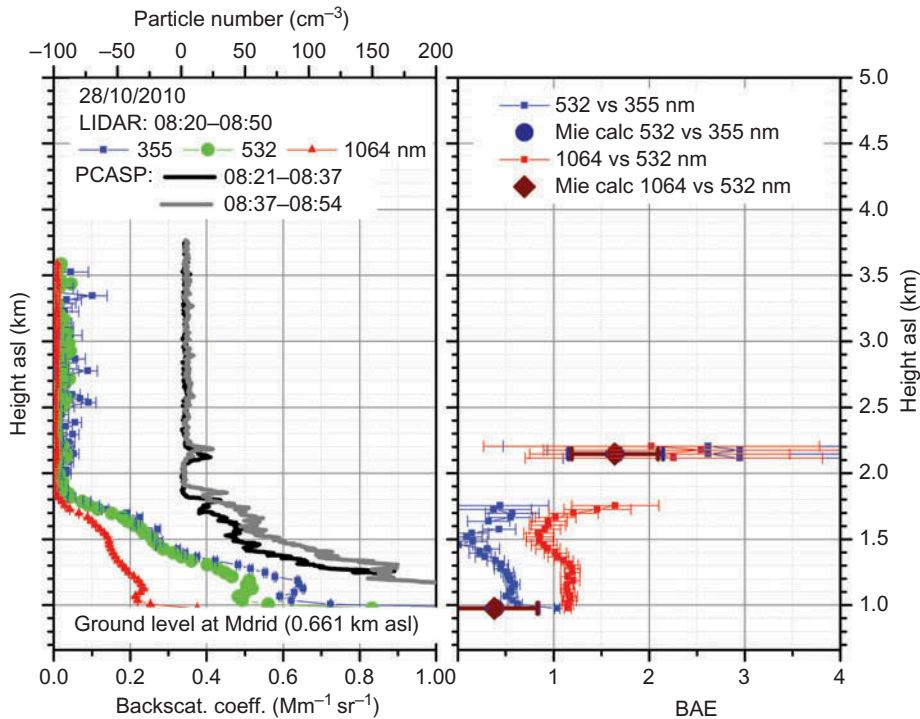 Particle number (cm−3)
−100 −50 0 50 100 150 200
28/10/2010
LIDAR: 08:20–08:50
355 532 1064 nm
PCASP: 08:21–08:37
08:37–08:54
Height asl (km)
Ground level at Mdrid (0.661 km asl)
0.0 0.2 0.4 0.6 0.8 1.00
Backscat. coeff. (Mm−1 sr−1)
532 vs 355 nm
Mie calc 532 vs 355 nm
1064 vs 532 nm
Mie calc 1064 vs 532 nm
5.0
4.5
4.0
3.5
3.0
2.5
2.0
1.5
1.0
Height asl (km)
0 1 2 3 4
BAE